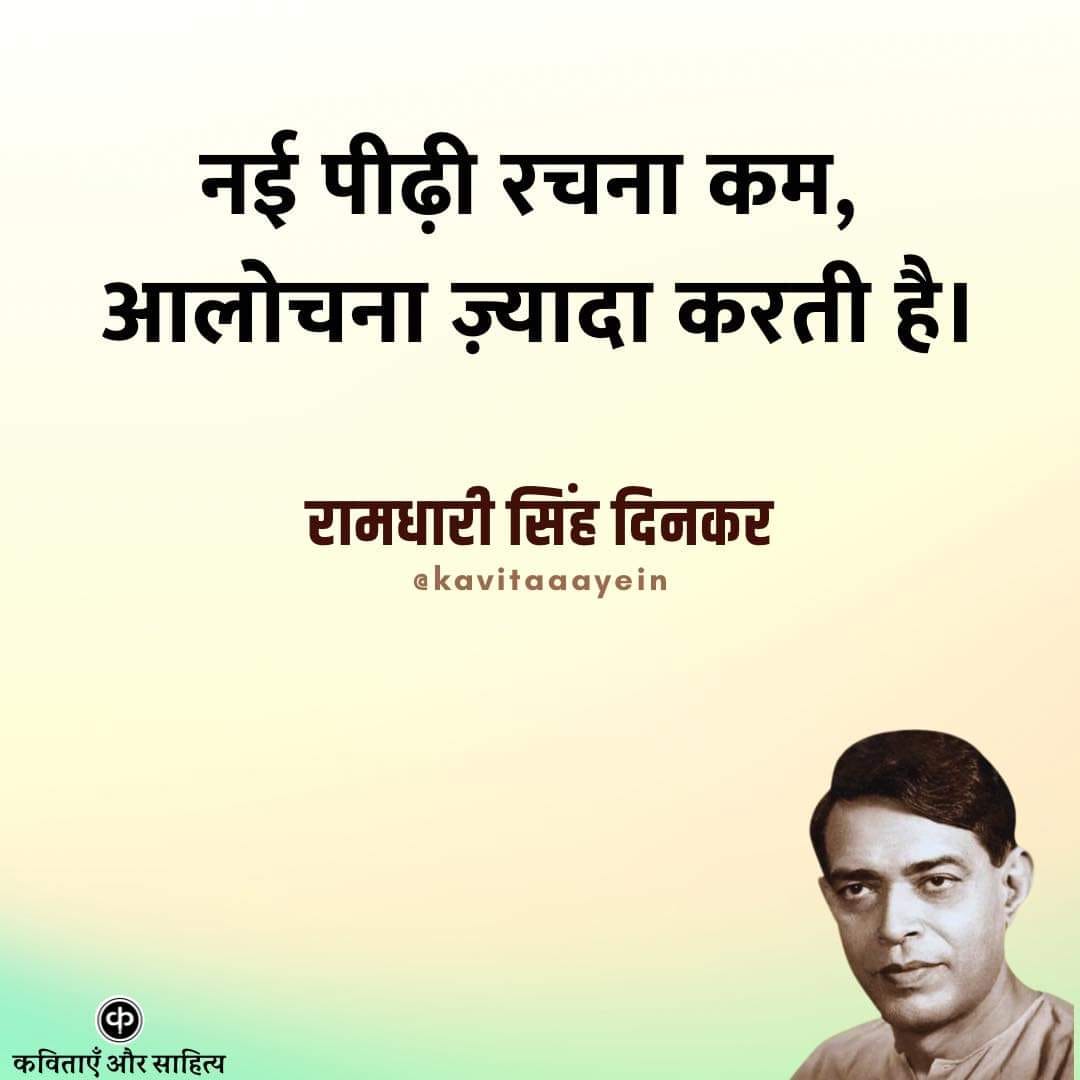 नई पीढ़ी रचना कम,
आलोचना ज़्यादा करती है।
रामधारी सिंह दिनकर
@kavitaaayein
क
कविताएँ और साहित्य